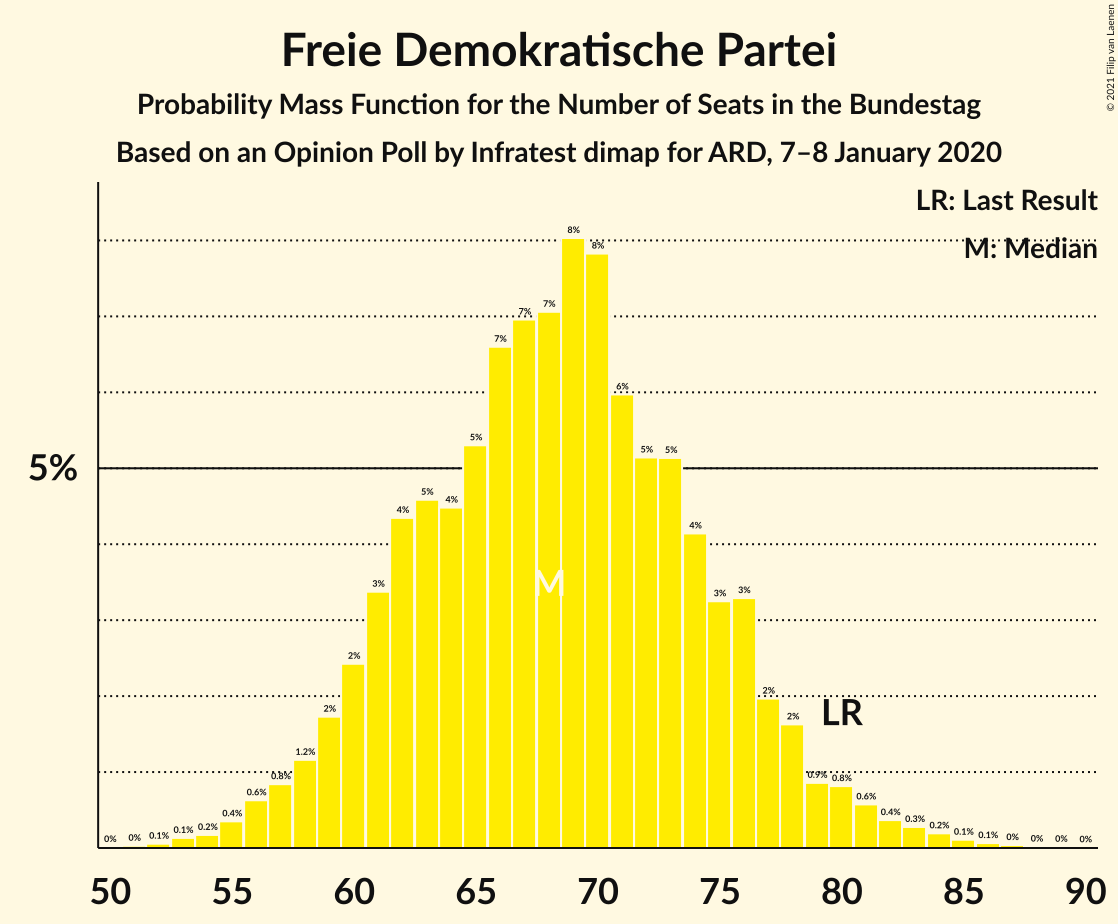 Freie Demokratische Partei
Probability Mass Function for the Number of Seats in the Bundestag
Based on an Opinion Poll by Infratest dimap for ARD, 7–8 January 2020
© 2021 Filip van Laenen
LR: Last Result
M: Median
5%
0% 0% 0.1% 0.1% 0.2% 0.4% 0.6% 0.8% 1.2% 2% 2% 3% 4% 5% 4% 5% 7% 7% 7% 8% 8% 6% 5% 5% 4% 3% 3% 2% 2% 0.9% 0.8% 0.6% 0.4% 0.3% 0.2% 0.1% 0.1% 0% 0% 0% 0%
M
LR
50 55 60 65 70 75 80 85 90